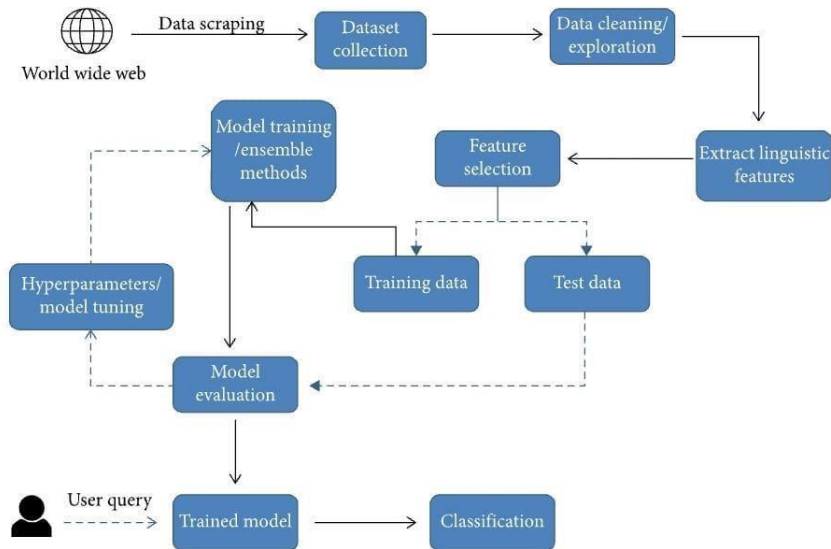 Data scraping
World wide web
Dataset
collection
Data cleaning/
exploration
Model training
/ensemble
methods
Feature
selection
Extract linguistic
features
Hyperparameters/
model tuning
Training data
Test data
Model
evaluation
User query
Trained model
Classification